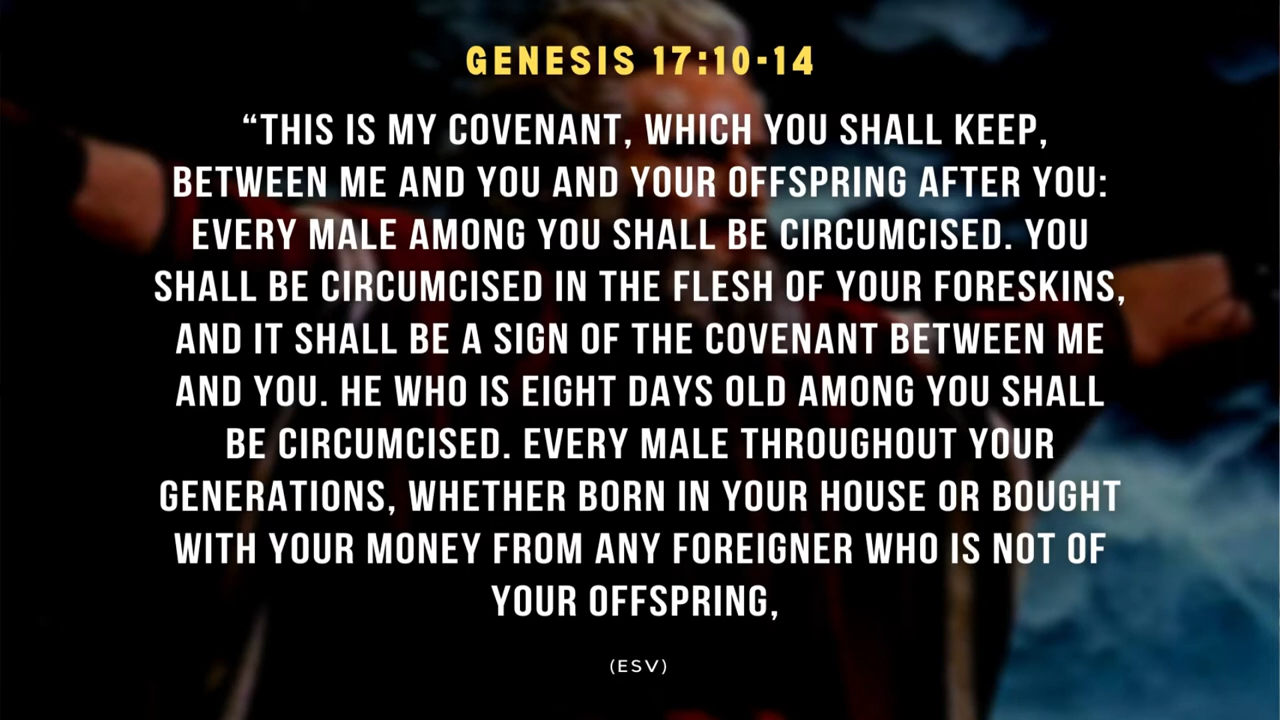 GENESIS 17:10-14
“THIS IS MY COVENANT, WHICH YOU SHALL KEEP,
BETWEEN ME AND YOU AND YOUR OFFSPRING AFTER YOU:
EVERY MALE AMONG YOU SHALL BE CIRCUMCISED. YOU
SHALL BE CIRCUMCISED IN THE FLESH OF YOUR FORESKINS,
AND IT SHALL BE A SIGN OF THE COVENANT BETWEEN ME
AND YOU. HE WHO IS EIGHT DAYS OLD AMONG YOU SHALL
BE CIRCUMCISED. EVERY MALE THROUGHOUT YOUR
GENERATIONS, WHETHER BORN IN YOUR HOUSE OR BOUGHT
WITH YOUR MONEY FROM ANY FOREIGNER WHO IS NOT OF
YOUR OFFSPRING,
(ESV)